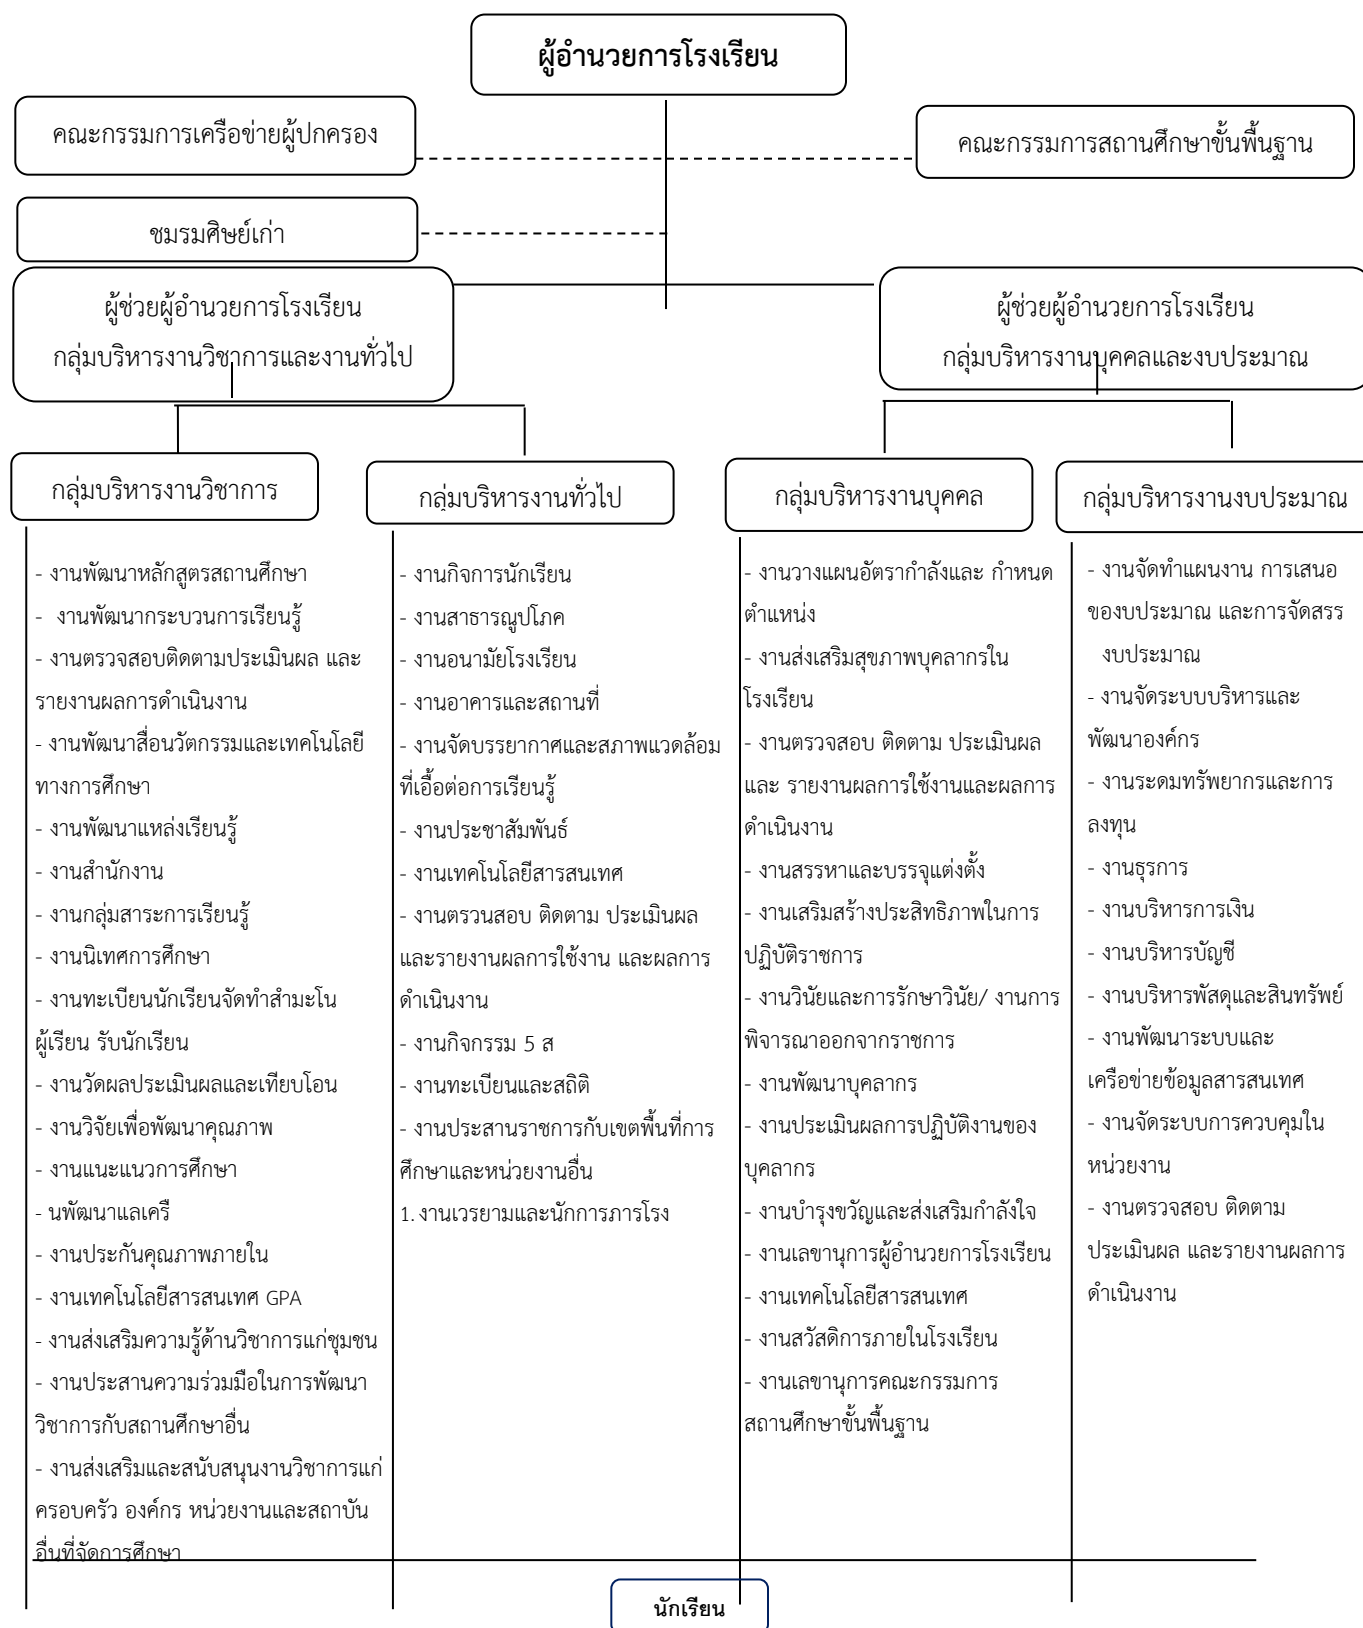 ผู้อำนวยการโรงเรียน
คณะกรรมการเครือข่ายผู้ปกครอง
คณะกรรมการสถานศึกษาขั้นพื้นฐาน
ชมรมศิษย์เก่า
ผู้ช่วยผู้อำนวยการโรงเรียน
กลุ่มบริหารงานวิชาการและงานทั่วไป
ผู้ช่วยผู้อำนวยการโรงเรียน
กลุ่มบริหารงานบุคคลและงบประมาณ
กลุ่มบริหารงานวิชาการ
- งานพัฒนาหลักสูตรสถานศึกษา
- งานพัฒนากระบวนการเรียนรู้
- งานตรวจสอบติดตามประเมินผล และ
รายงานผลการดำเนินงาน
- งานพัฒนาสื่อนวัตกรรมและเทคโนโลยี
ทางการศึกษา
- งานพัฒนาแหล่งเรียนรู้
- งานสำนักงาน
- งานกลุ่มสาระการเรียนรู้
- งานนิเทศการศึกษา
- งานทะเบียนนักเรียนจัดทำสำมะโน
ผู้เรียน รับนักเรียน
- งานวัดผลประเมินผลและเทียบโอน
- งานวิจัยเพื่อพัฒนาคุณภาพ
- งานแนะแนวการศึกษา
- นพัฒนาแลเครื
- งานประกันคุณภาพภายใน
- งานเทคโนโลยีสารสนเทศ GPA
- งานส่งเสริมความรู้ด้านวิชาการแก่ชุมชน
- งานประสานความร่วมมือในการพัฒนา
วิชาการกับสถานศึกษาอื่น
- งานส่งเสริมและสนับสนุนงานวิชาการแก่
ครอบครัว องค์กร หน่วยงานและสถาบัน
อื่นที่จัดการศึกษา
กลุ่มบริหารงานทั่วไป
- งานกิจการนักเรียน
- งานสาธารณูปโภค
- งานอนามัยโรงเรียน
- งานอาคารและสถานที่
- งานจัดบรรยากาศและสภาพแวดล้อม
ที่เอื้อต่อการเรียนรู้
- งานประชาสัมพันธ์
- งานเทคโนโลยีสารสนเทศ
- งานตรวนสอบ ติดตาม ประเมินผล
และรายงานผลการใช้งาน และผลการ
ดำเนินงาน
- งานกิจกรรม 5 ส
- งานทะเบียนและสถิติ
- งานประสานราชการกับเขตพื้นที่การ
ศึกษาและหน่วยงานอื่น
1. งานเวรยามและนักการภารโรง
กลุ่มบริหารงานบุคคล
- งานวางแผนอัตรากำลังและ กำหนด
ตำแหน่ง
- งานส่งเสริมสุขภาพบุคลากรใน
โรงเรียน
- งานตรวจสอบ ติดตาม ประเมินผล
และ รายงานผลการใช้งานและผลการ
ดำเนินงาน
- งานสรรหาและบรรจุแต่งตั้ง
- งานเสริมสร้างประสิทธิภาพในการ
ปฏิบัติราชการ
- งานวินัยและการรักษาวินัย/ งานการ
พิจารณาออกจากราชการ
- งานพัฒนาบุคลากร
- งานประเมินผลการปฏิบัติงานของ
บุคลากร
- งานบำรุงขวัญและส่งเสริมกำลังใจ
- งานเลขานุการผู้อำนวยการโรงเรียน
- งานเทคโนโลยีสารสนเทศ
- งานสวัสดิการภายในโรงเรียน
- งานเลขานุการคณะกรรมการ
สถานศึกษาขั้นพื้นฐาน
กลุ่มบริหารงานงบประมาณ
- งานจัดทำแผนงาน การเสนอ
ของบประมาณ และการจัดสรร
งบประมาณ
- งานจัดระบบบริหารและ
พัฒนาองค์กร
- งานระดมทรัพยากรและการ
ลงทุน
- งานธุรการ
- งานบริหารการเงิน
- งานบริหารบัญชี
- งานบริหารพัสดุและสินทรัพย์
- งานพัฒนาระบบและ
เครือข่ายข้อมูลสารสนเทศ
- งานจัดระบบการควบคุมใน
หน่วยงาน
- งานตรวจสอบ ติดตาม
ประเมินผล และรายงานผลการ
ดำเนินงาน
นักเรียน